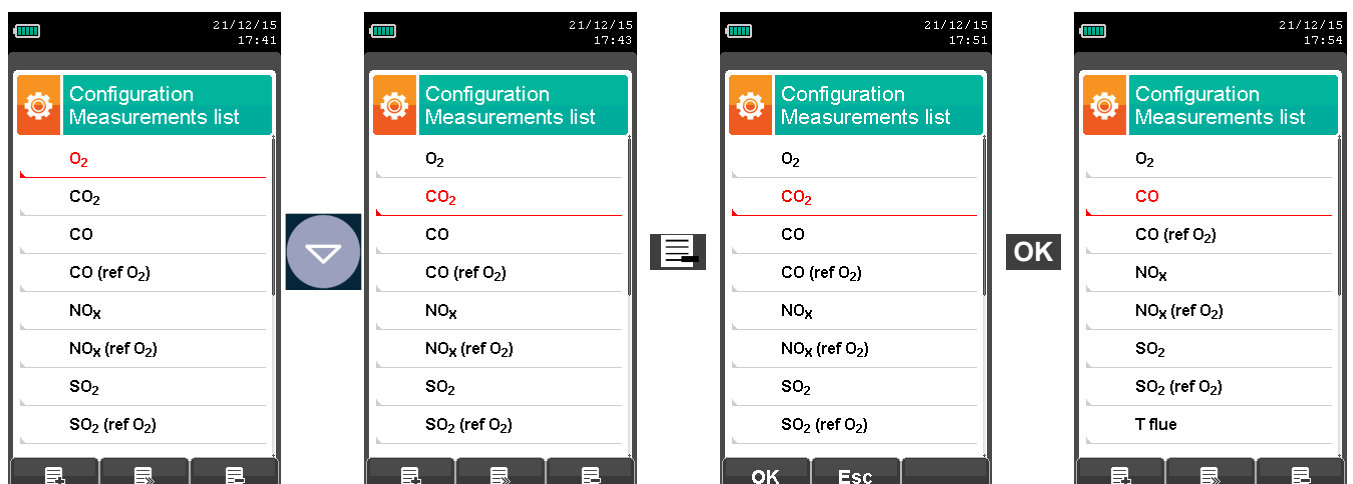 21/12/15
17:41
Configuration
Measurements list
O₂
CO₂
CO
CO (ref O₂)
NOx
NOx (ref O₂)
SO₂
SO₂ (ref O₂)
21/12/15
17:43
Configuration
Measurements list
O₂
CO₂
CO
CO (ref O₂)
NOx
NOx (ref O₂)
SO₂
SO₂ (ref O₂)
21/12/15
17:51
Configuration
Measurements list
O₂
CO₂
CO
CO (ref O₂)
NOx
NOx (ref O₂)
SO₂
SO₂ (ref O₂)
OK Esc
OK
21/12/15
17:54
Configuration
Measurements list
O₂
CO
CO (ref O₂)
NOx
NOx (ref O₂)
SO₂
SO₂ (ref O₂)
T flue